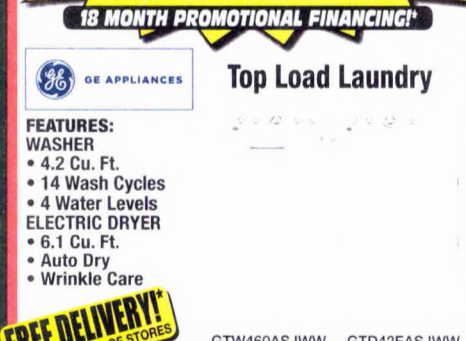 18 MONTH PROMOTIONAL FINANCING!*
GE APPLIANCES
Top Load Laundry
FEATURES:
WASHER
• 4.2 Cu. Ft.
• 14 Wash Cycles
• 4 Water Levels
ELECTRIC DRYER
• 6.1 Cu. Ft.
• Auto Dry
• Wrinkle Care
FREE DELIVERY!*
OF STORES